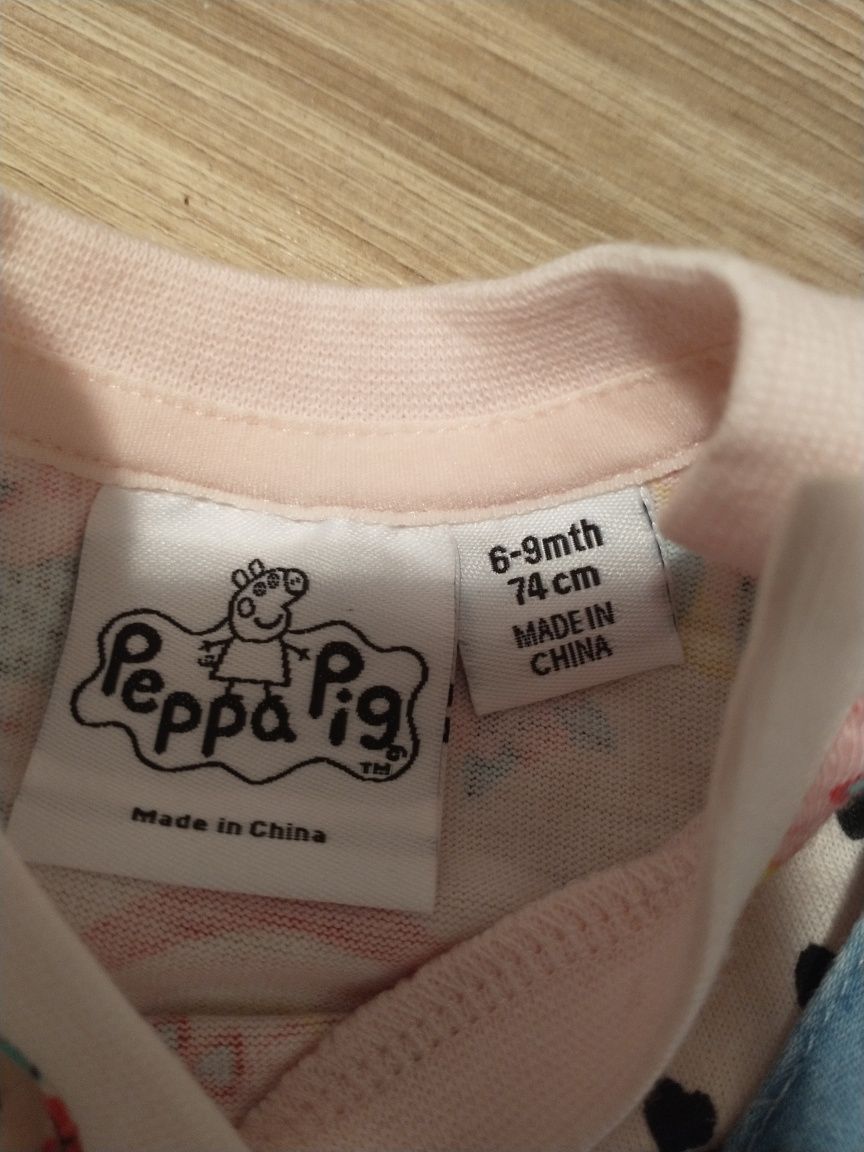 Peppa Pig
TM
Made in China
6-9mth
74 cm
MADE IN
CHINA